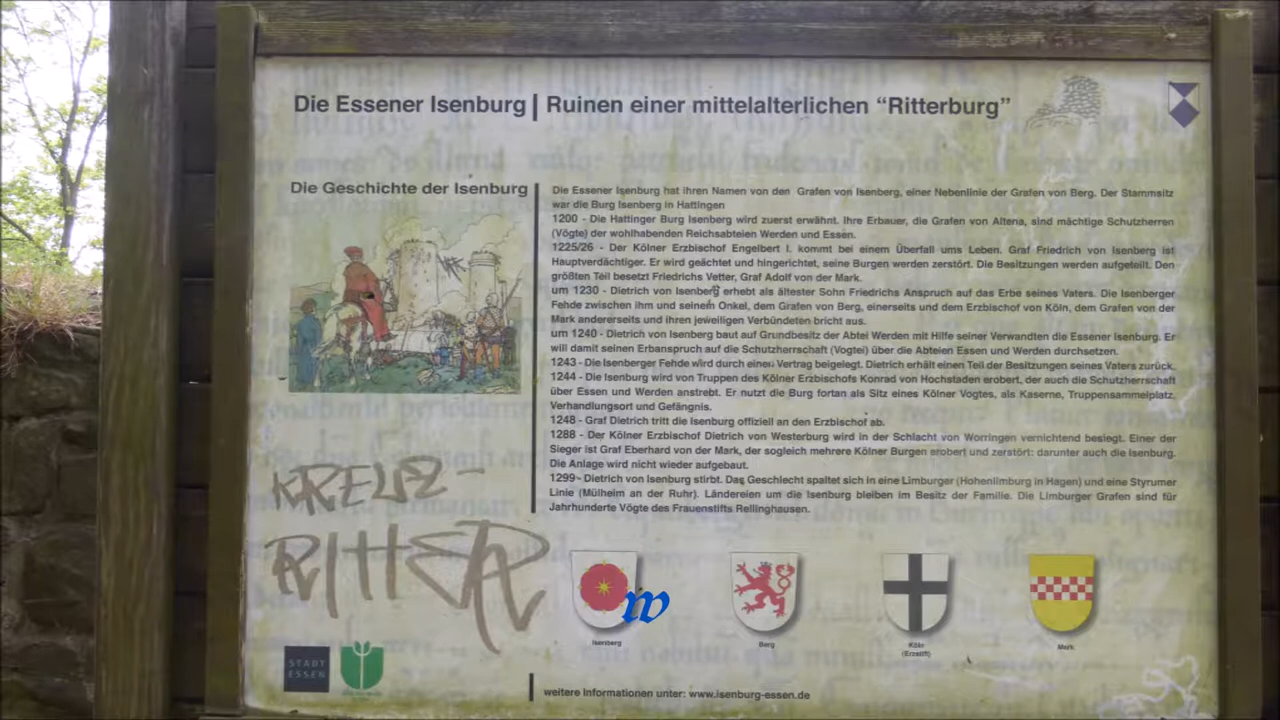 Die Essener Isenburg | Ruinen einer mittelalterlichen “Ritterburg”
Die Geschichte der Isenburg
Die Essener Isenburg hat ihren Namen von den Grafen von Isenberg, einer Nebenlinie der Grafen von Berg. Der Stammsitz
war die Burg Isenberg in Hattingen
1200 - Die Hattinger Burg Isenberg wird zuerst erwähnt. Ihre Erbauer, die Grafen von Altena, sind mächtige Schutzherren
(Vögte) der wohlhabenden Reichsabteien Werden und Essen.
1225/26 - Der Kölner Erzbischof Engelbert I. kommt bei einem Überfall ums Leben. Graf Friedrich von Isenberg ist
Hauptverdächtiger. Er wird geächtet und hingerichtet, seine Burgen werden zerstört. Die Besitzungen werden aufgeteilt. Den
größten Teil besetzt Friedrichs Vetter, Graf Adolf von der Mark.
um 1230 - Dietrich von Isenberg erhebt als ältester Sohn Friedrichs Anspruch auf das Erbe seines Vaters. Die Isenberger
Fehde zwischen ihm und seinem Onkel, dem Grafen von Berg, einerseits und dem Erzbischof von Köln, dem Grafen von der
Mark andererseits und ihren jeweiligen Verbündeten bricht aus.
um 1240 - Dietrich von Isenberg baut auf Grundbesitz der Abtei Werden mit Hilfe seiner Verwandten die Essener Isenburg. Er
will damit seinen Erbanspruch auf die Schutzherrschaft (Vogtei) über die Abteien Essen und Werden durchsetzen.
1243 - Die Isenberger Fehde wird durch einen Vertrag beigelegt. Dietrich erhält einen Teil der Besitzungen seines Vaters zurück.
1244 - Die Isenburg wird von Truppen des Kölner Erzbischofs Konrad von Hochstaden erobert, der auch die Schutzherrschaft
über Essen und Werden anstrebt. Er nutzt die Burg fortan als Sitz eines Kölner Vogtes, als Kaserne, Truppensammelplatz,
Verhandlungsort und Gefängnis.
1248 - Graf Dietrich tritt die Isenburg offiziell an den Erzbischof ab.
1288 - Der Kölner Erzbischof Dietrich von Westerburg wird in der Schlacht von Worringen vernichtend besiegt. Einer der
Sieger ist Graf Eberhard von der Mark, der sogleich mehrere Kölner Burgen erobert und zerstört: darunter auch die Isenburg.
Die Anlage wird nicht wieder aufgebaut.
1299 - Dietrich von Isenburg stirbt. Das Geschlecht spaltet sich in eine Limburger (Hohenlimburg in Hagen) und eine Styrumer
Linie (Mülheim an der Ruhr). Ländereien um die Isenburg bleiben im Besitz der Familie. Die Limburger Grafen sind für
Jahrhunderte Vögte des Frauenstifts Rellinghausen.
KREUZ-
RITTER
w
Isenberg
Berg
Köln
(Erzstift)
Mark
STADT
ESSEN
weitere Informationen unter: www.isenburg-essen.de